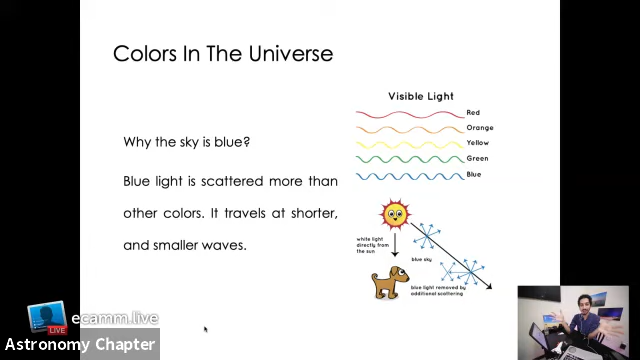 Colors In The Universe
Why the sky is blue?
Blue light is scattered more than
other colors. It travels at shorter,
and smaller waves.
Visible Light
Red
Orange
Yellow
Green
Blue
white light
directly from
the sun
blue sky
blue light removed by
additional scattering
LIVE
ecamm.live
Astronomy Chapter